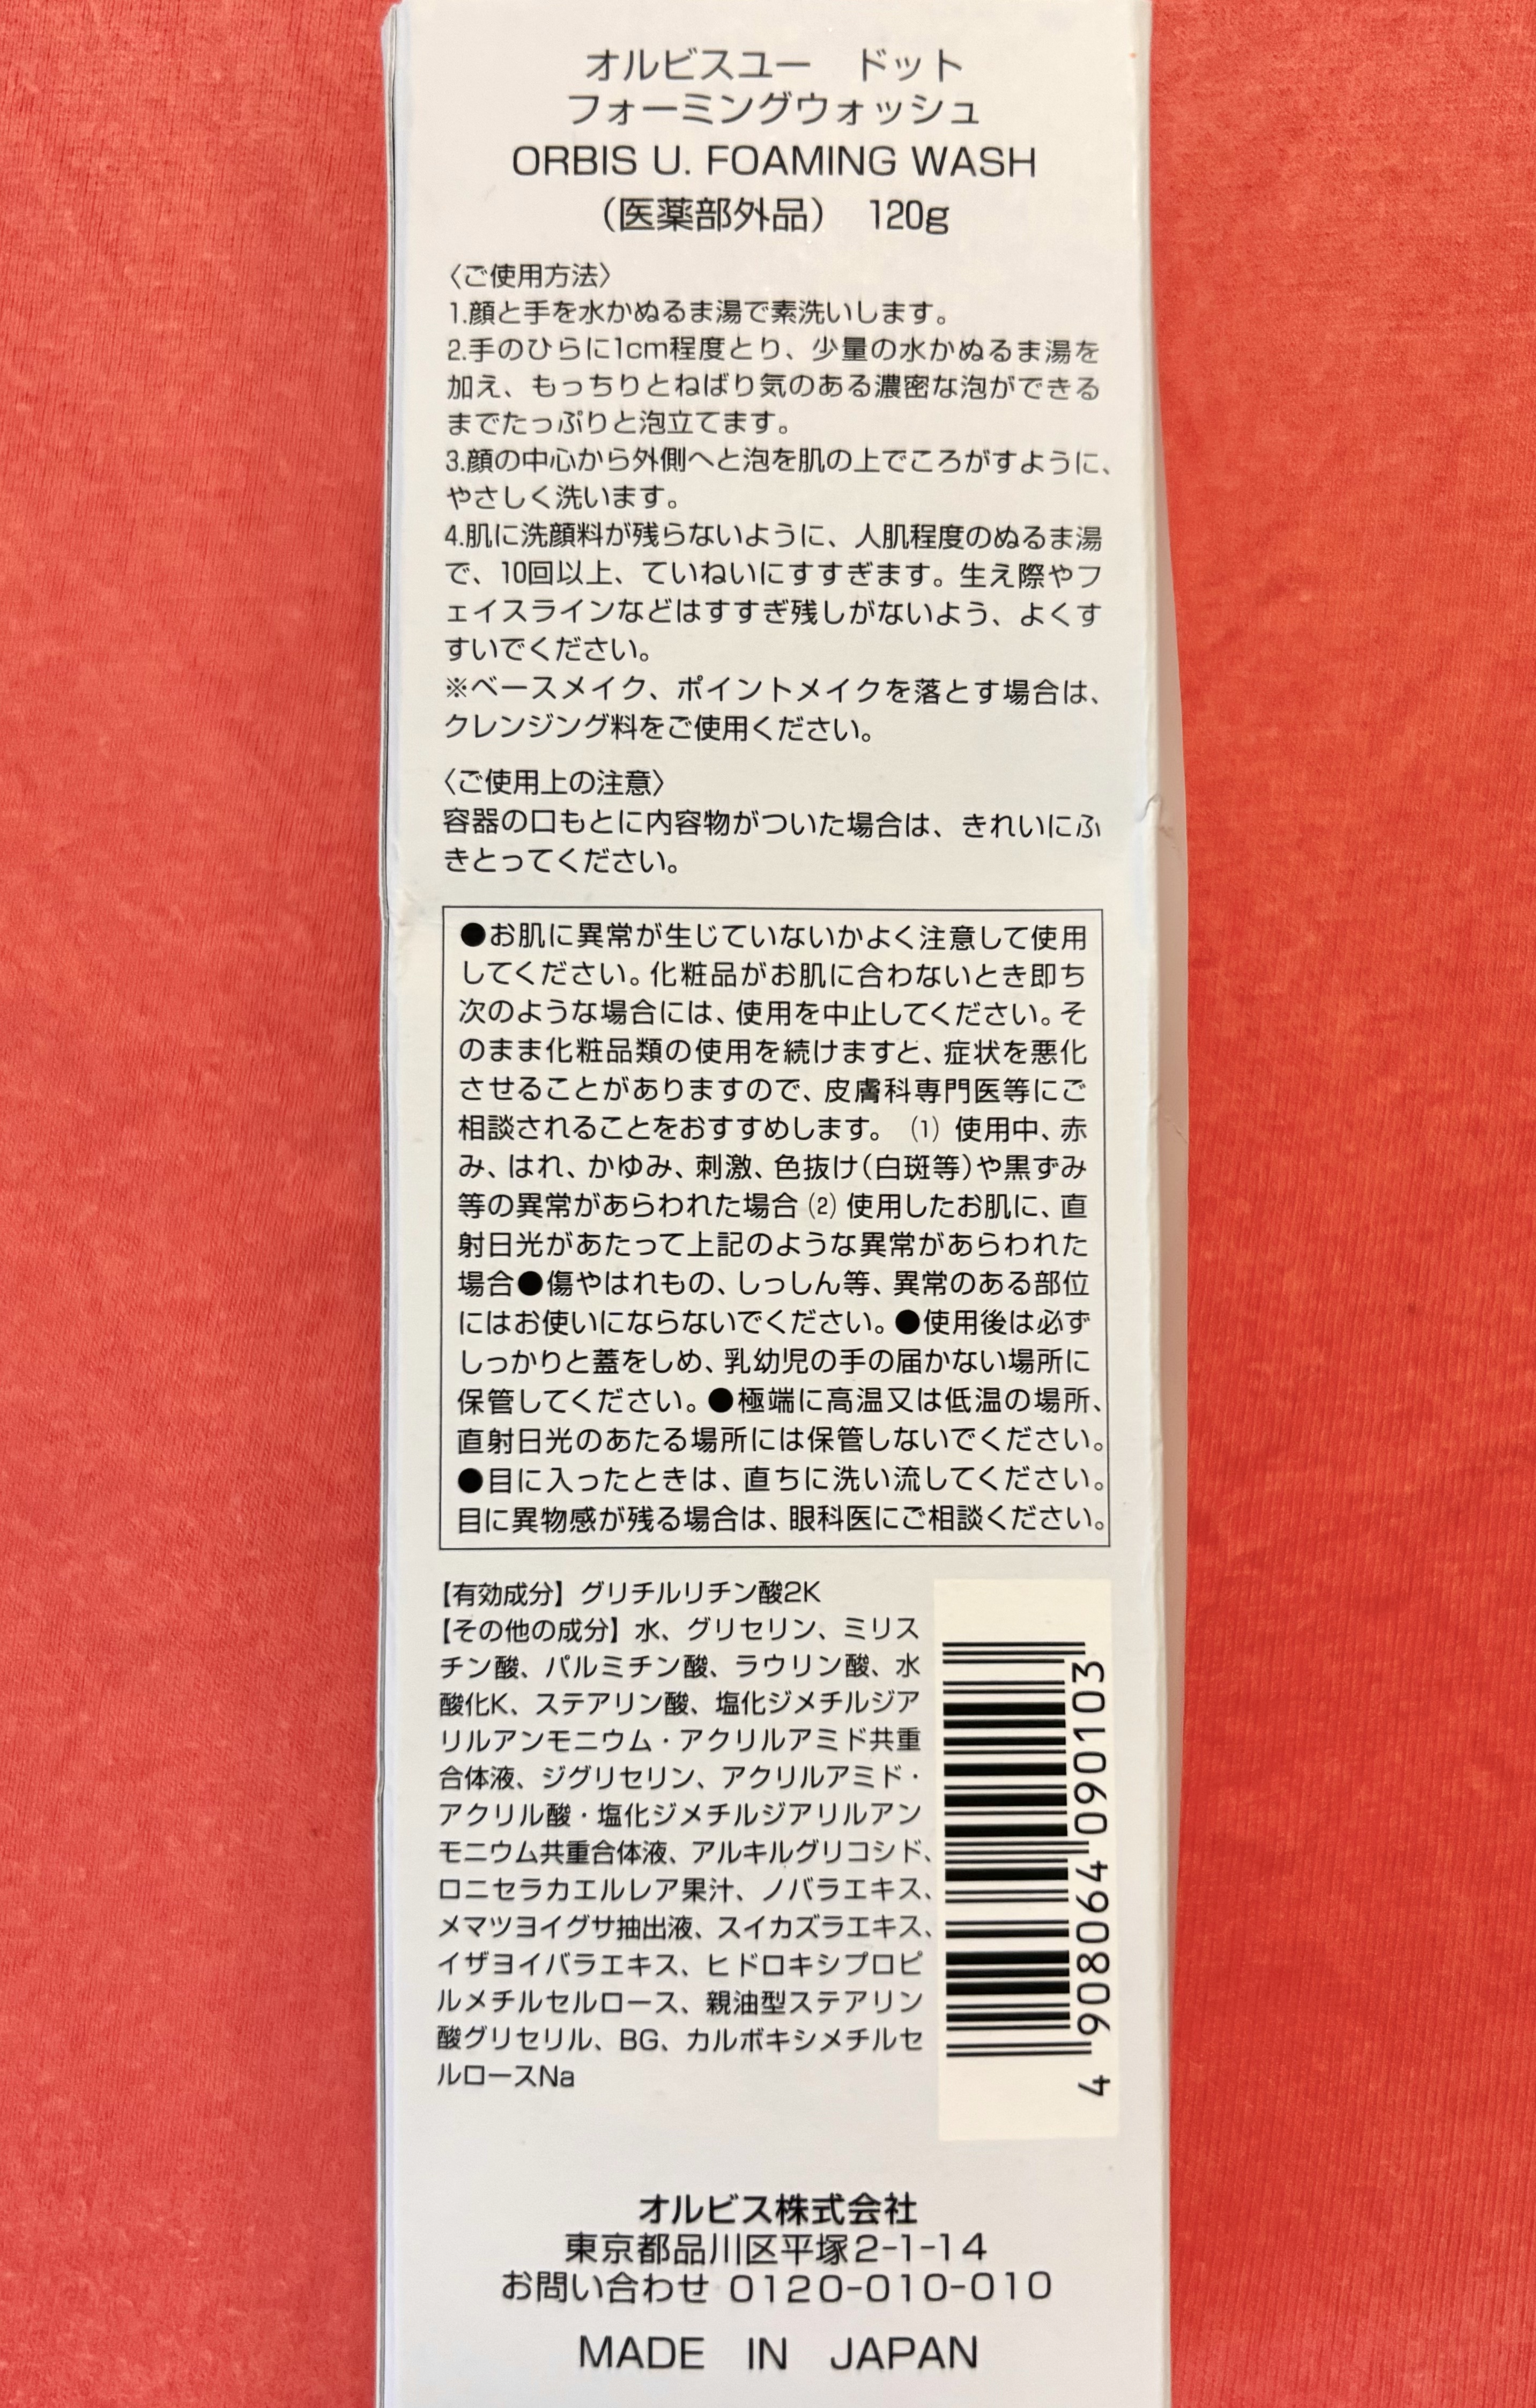 オルビスユー　ドット
フォーミングウォッシュ
ORBIS U. FOAMING WASH
（医薬部外品）　120g
〈ご使用方法〉
1.顔と手を水かぬるま湯で素洗いします。
2.手のひらに1cm程度とり、少量の水かぬるま湯を
加え、もっちりとねばり気のある濃密な泡ができる
までたっぷりと泡立てます。
3.顔の中心から外側へと泡を肌の上でころがすように、
やさしく洗います。
4.肌に洗顔料が残らないように、人肌程度のぬるま湯
で、10回以上、ていねいにすすぎます。生え際やフ
ェイスラインなどはすすぎ残しがないよう、よくす
すいでください。
※ベースメイク、ポイントメイクを落とす場合は、
クレンジング料をご使用ください。
〈ご使用上の注意〉
容器の口もとに内容物がついた場合は、きれいにふ
きとってください。
●お肌に異常が生じていないかよく注意して使用
してください。化粧品がお肌に合わないとき即ち
次のような場合には、使用を中止してください。そ
のまま化粧品類の使用を続けますと、症状を悪化
させることがありますので、皮膚科専門医等にご
相談されることをおすすめします。⑴ 使用中、赤
み、はれ、かゆみ、刺激、色抜け（白斑等）や黒ずみ
等の異常があらわれた場合 ⑵ 使用したお肌に、直
射日光があたって上記のような異常があらわれた
場合●傷やはれもの、しっしん等、異常のある部位
にはお使いにならないでください。●使用後は必ず
しっかりと蓋をしめ、乳幼児の手の届かない場所に
保管してください。●極端に高温又は低温の場所、
直射日光のあたる場所には保管しないでください。
●目に入ったときは、直ちに洗い流してください。
目に異物感が残る場合は、眼科医にご相談ください。
【有効成分】グリチルリチン酸2K
【その他の成分】水、グリセリン、ミリス
チン酸、パルミチン酸、ラウリン酸、水
酸化K、ステアリン酸、塩化ジメチルジア
リルアンモニウム・アクリルアミド共重
合体液、ジグリセリン、アクリルアミド・
アクリル酸・塩化ジメチルジアリルアン
モニウム共重合体液、アルキルグリコシド、
ロニセラカエルレア果汁、ノバラエキス、
メマツヨイグサ抽出液、スイカズラエキス、
イザヨイバラエキス、ヒドロキシプロピ
ルメチルセルロース、親油型ステアリン
酸グリセリル、BG、カルボキシメチルセ
ルロースNa
4 908064 090103
オルビス株式会社
東京都品川区平塚2-1-14
お問い合わせ 0120-010-010
MADE IN JAPAN